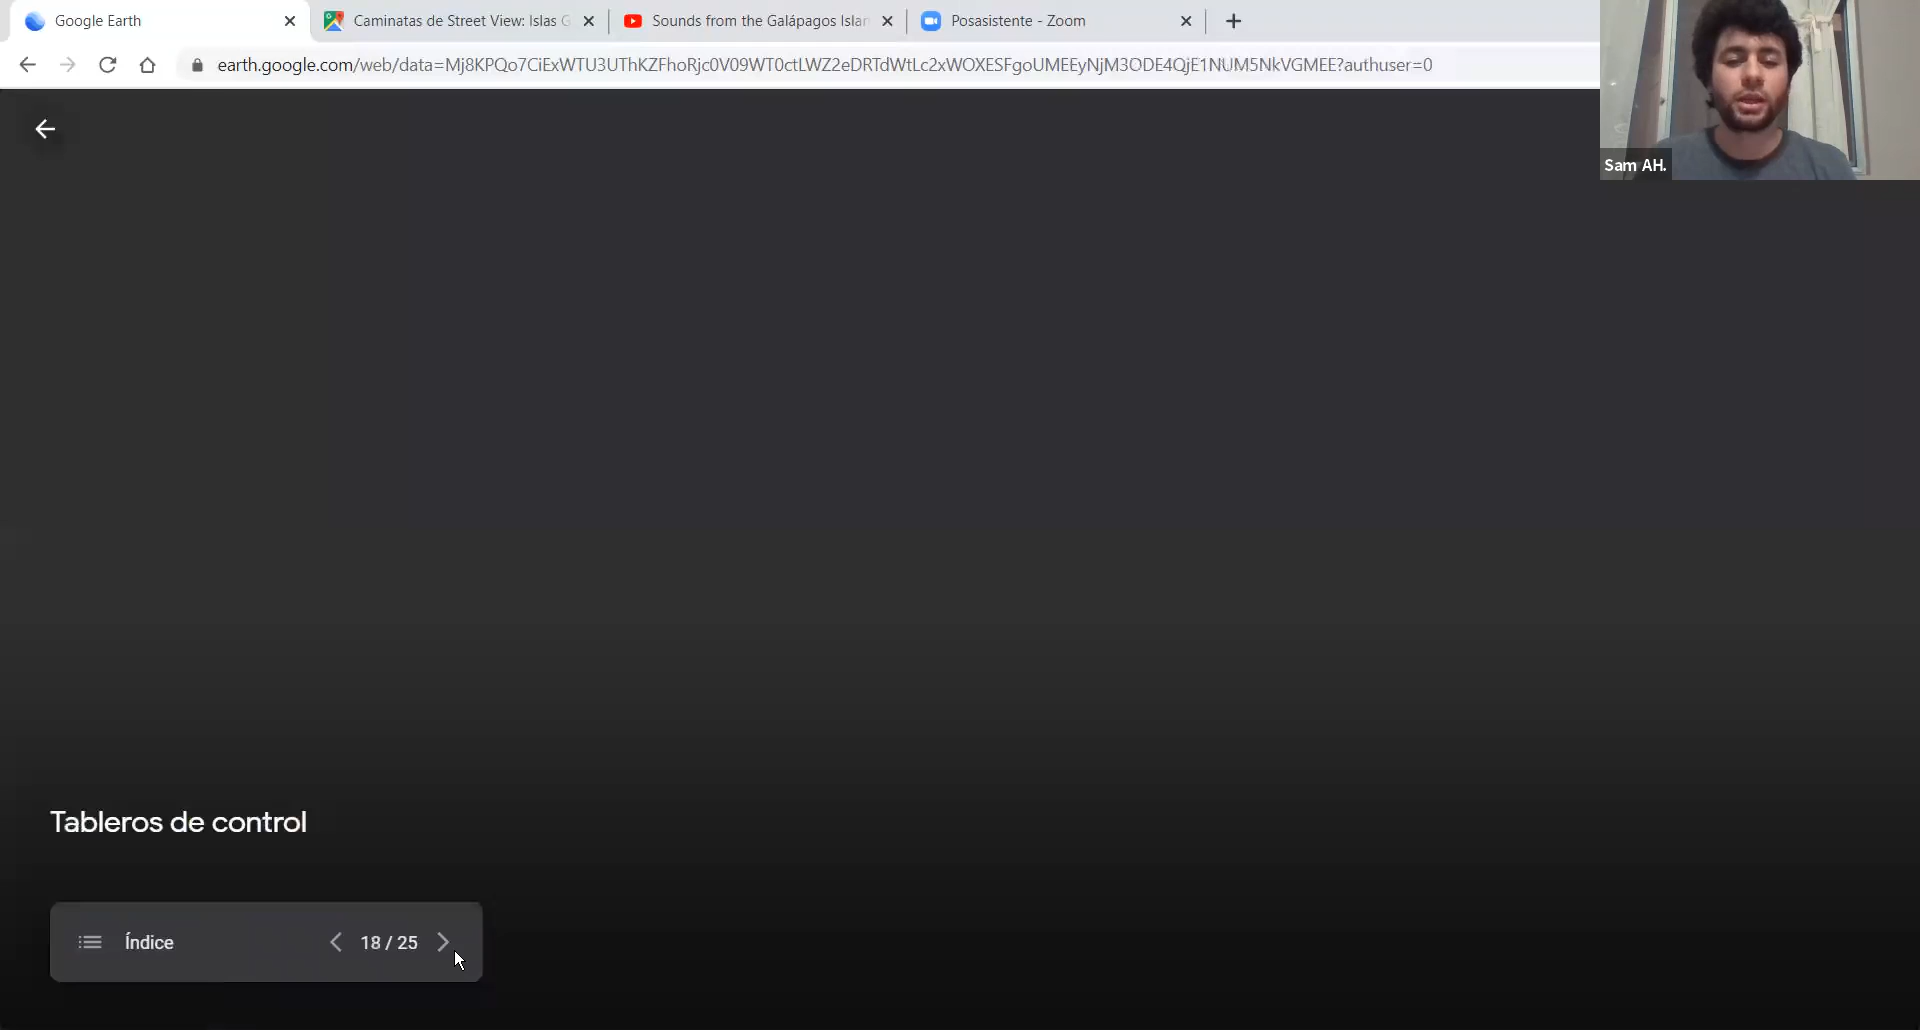 Google Earth
Caminatas de Street View: Islas G
Sounds from the Galápagos Islan
Posasistente - Zoom
earth.google.com/web/data=Mj8KPQo7CiExWTU3UThKZFhoRjc0V09WT0ctLWZ2eDRTdWtLc2xWOXESFgoUMEEyNjM3ODE4QjE1NUM5NkVGMEE?authuser=0
Sam AH.
Tableros de control
Índice
18 / 25